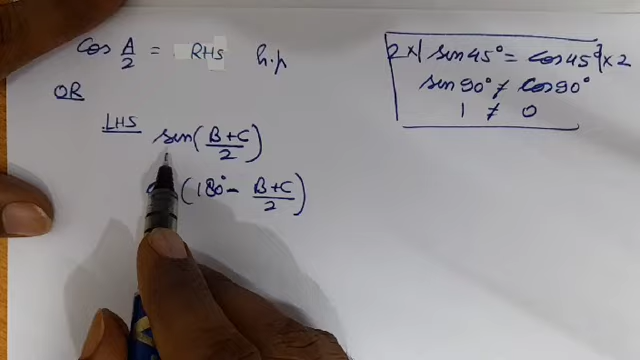 cos A/2 = RHS h.p
OR
LHS sin(B+C/2)
(180° - B+C/2)
2×| sin 45° = cos 45°}×2
sin 90° ≠ cos 90°
1 ≠ 0